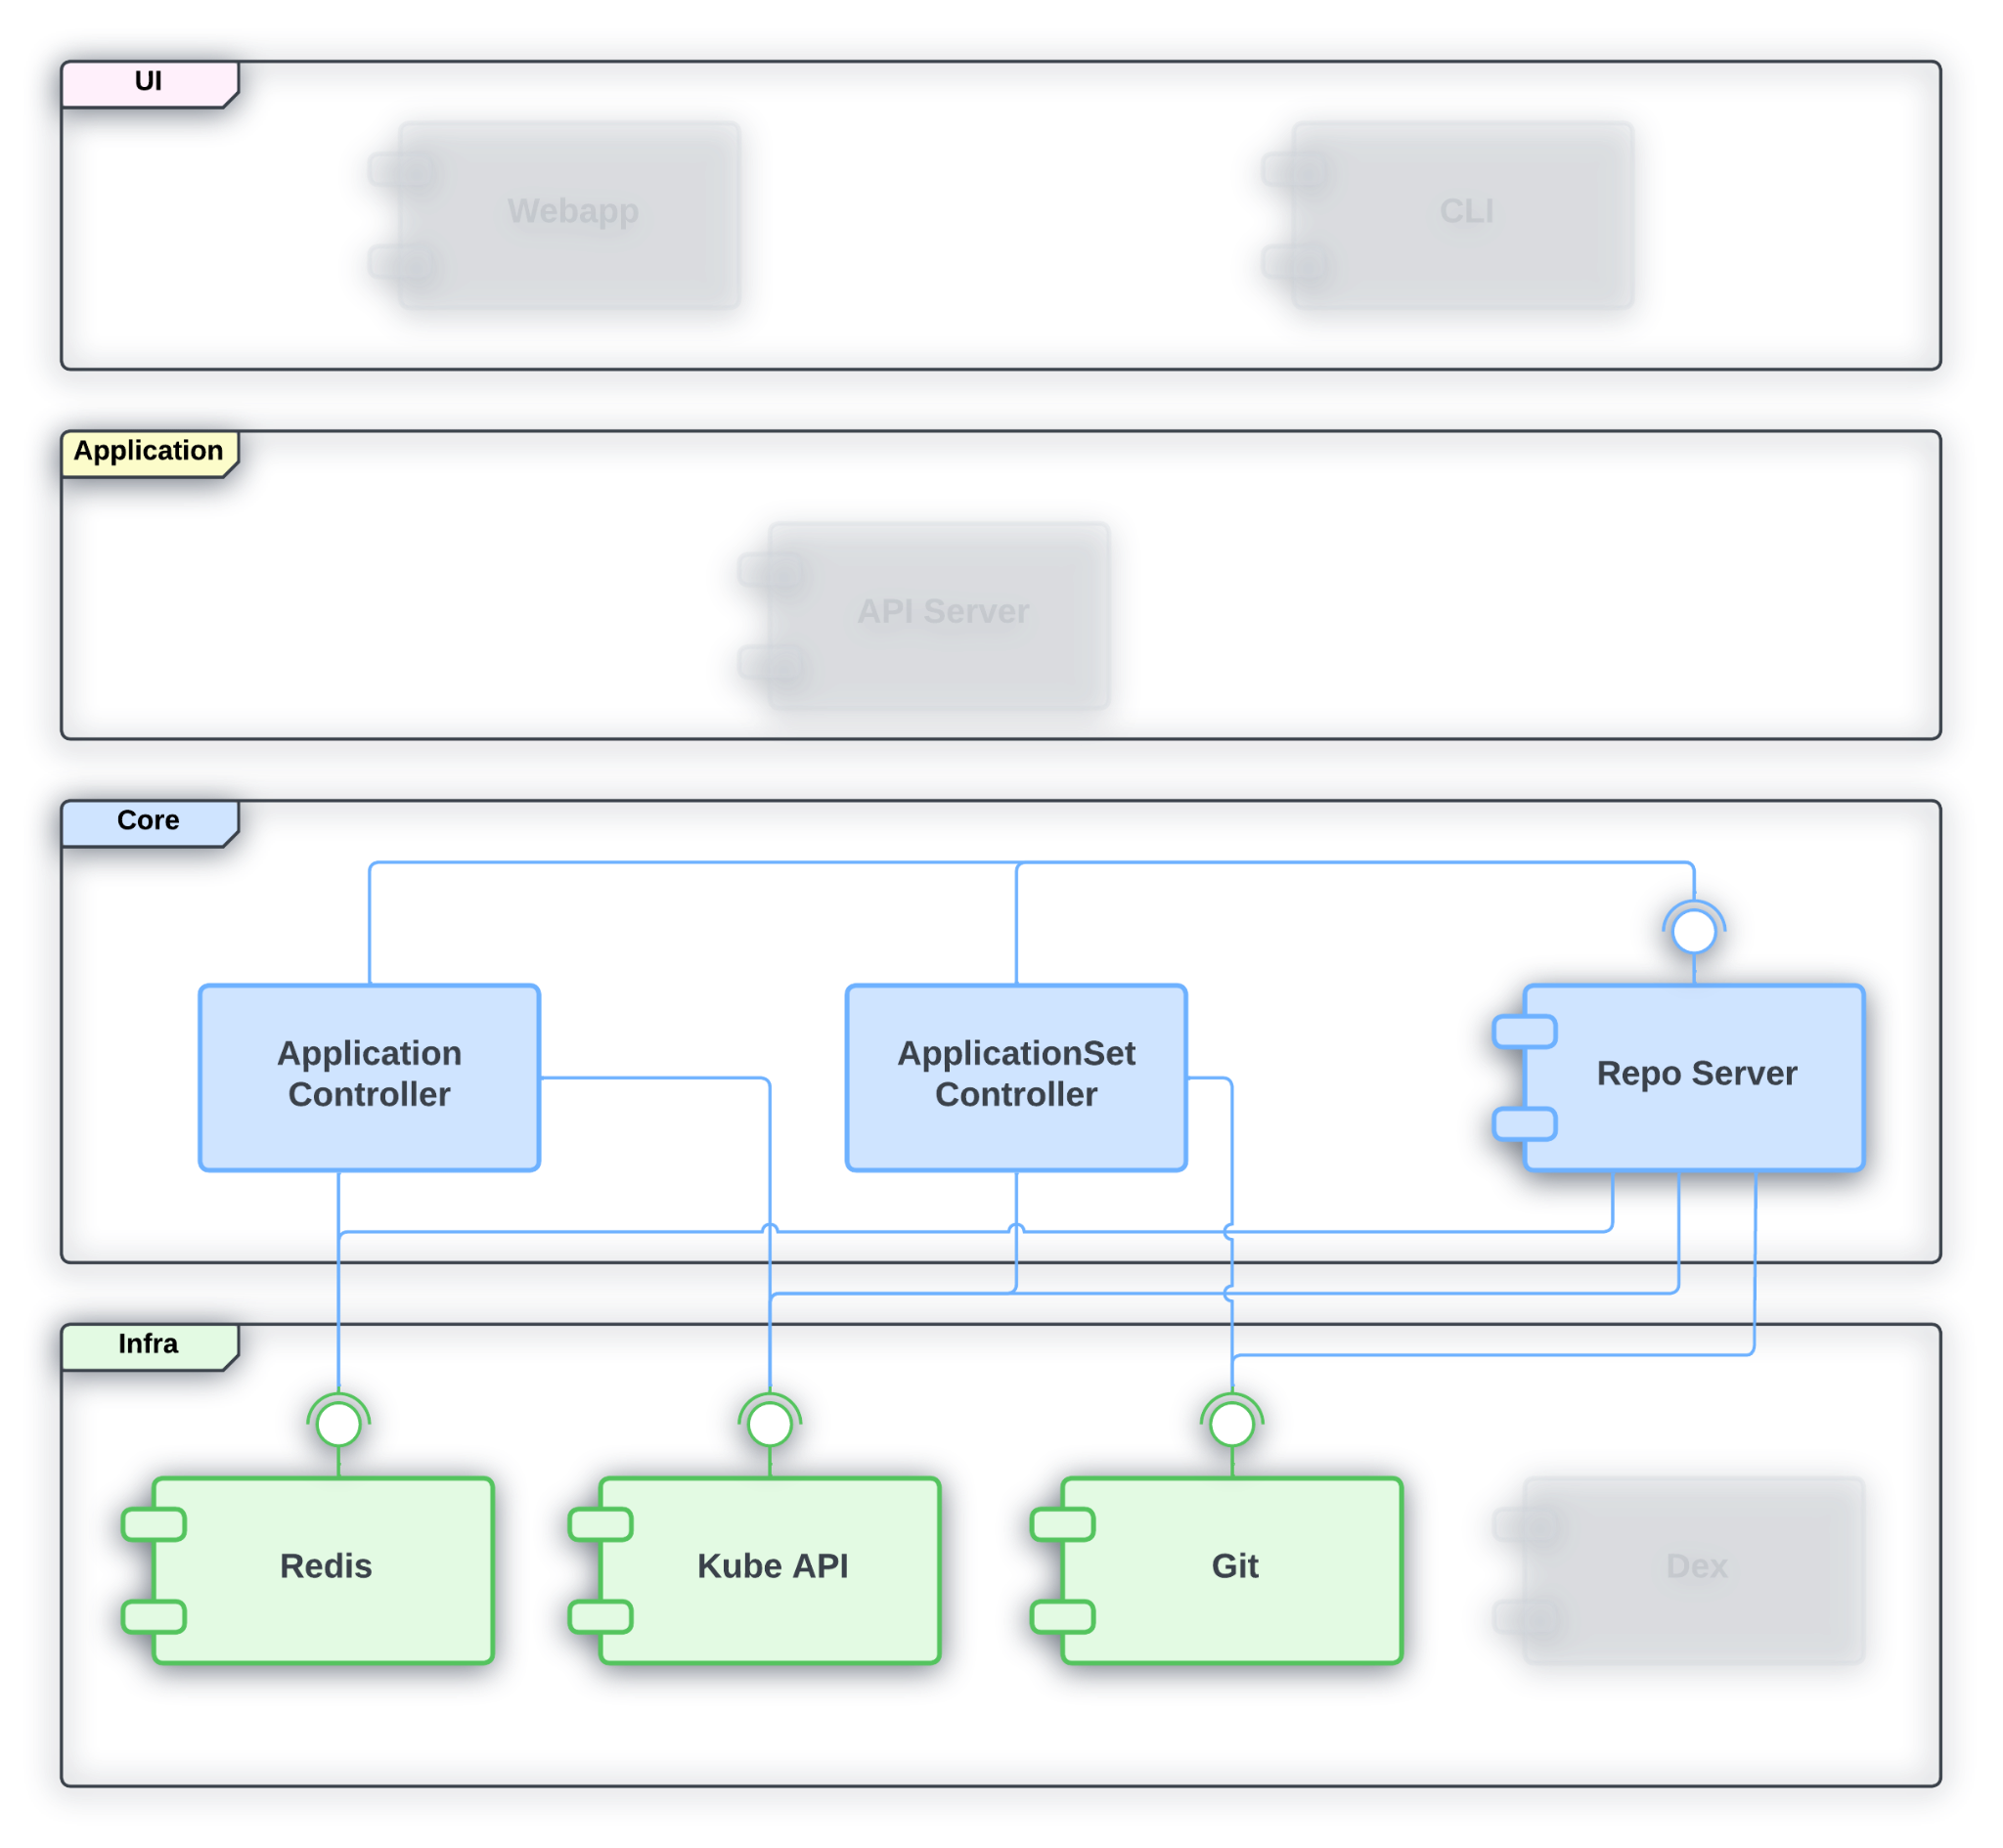 UI
Webapp
CLI
Application
API Server
Core
Application
Controller
ApplicationSet
Controller
Repo Server
Infra
Redis
Kube API
Git
Dex